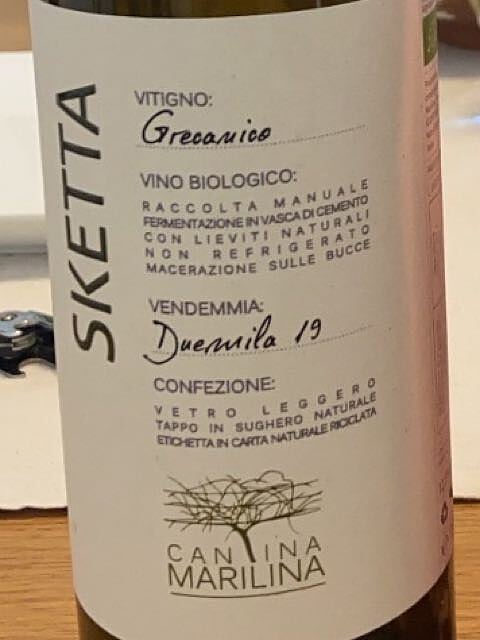 SKETTA
VITIGNO:
Grecanico
VINO BIOLOGICO:
RACCOLTA MANUALE
FERMENTAZIONE IN VASCA DI CEMENTO
CON LIEVITI NATURALI
NON REFRIGERATO
MACERAZIONE SULLE BUCCE
VENDEMMIA:
Duemila 19
CONFEZIONE:
VETRO LEGGERO
TAPPO IN SUGHERO NATURALE
ETICHETTA IN CARTA NATURALE RICICLATA
CANTINA
MARILINA